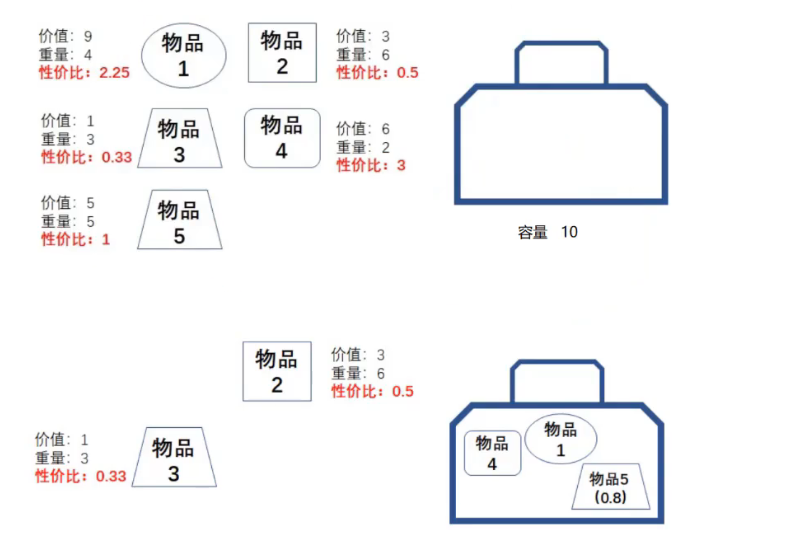 价值：9
重量：4
性价比：2.25
物品
1
物品
2
价值：3
重量：6
性价比：0.5
价值：1
重量：3
性价比：0.33
物品
3
物品
4
价值：6
重量：2
性价比：3
价值：5
重量：5
性价比：1
物品
5
容量 10
物品
2
价值：3
重量：6
性价比：0.5
价值：1
重量：3
性价比：0.33
物品
3
物品
4
物品
1
物品5
(0.8)